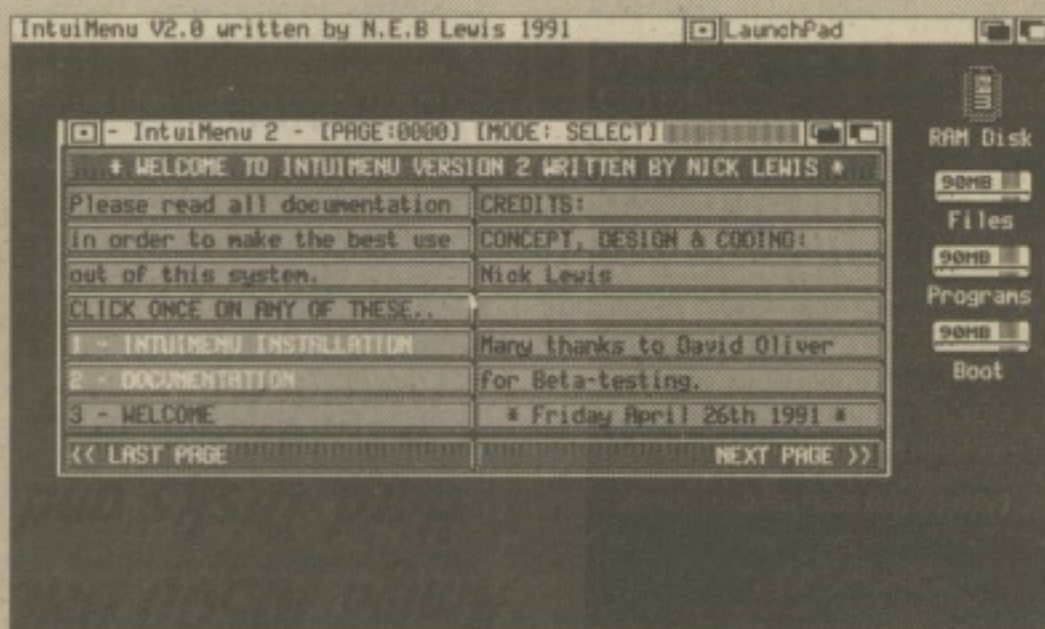 IntuiMenu V2.0 written by N.E.B Lewis 1991
LaunchPad
- IntuiMenu 2 - [PAGE:0000] [MODE: SELECT]
* WELCOME TO INTUIMENU VERSION 2 WRITTEN BY NICK LEWIS *
Please read all documentation
in order to make the best use
out of this system.
CLICK ONCE ON ANY OF THESE..
1 - INTUIMENU INSTALLATION
2 - DOCUMENTATION
3 - WELCOME
<< LAST PAGE
CREDITS:
CONCEPT, DESIGN & CODING:
Nick Lewis
Many thanks to David Oliver
for Beta-testing.
* Friday April 26th 1991 *
NEXT PAGE >>
RAM
RAM Disk
90MB
Files
90MB
Programs
90MB
Boot